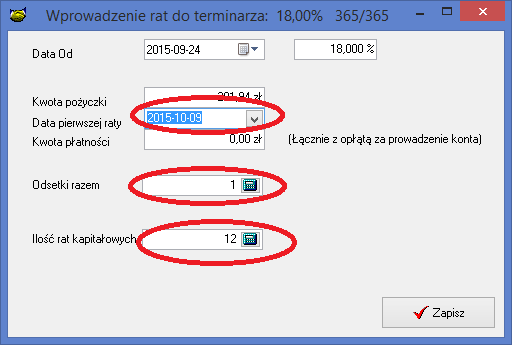 Wprowadzenie rat do terminarza: 18,00% 365/365
Data Od 2015-09-24 18,000 %
Kwota pożyczki 201,94 zł
Data pierwszej raty 2015-10-09
Kwota płatności 0,00 zł (Łącznie z opłątą za prowadzenie konta)
Odsetki razem 1
Ilość rat kapitałowych 12
Zapisz